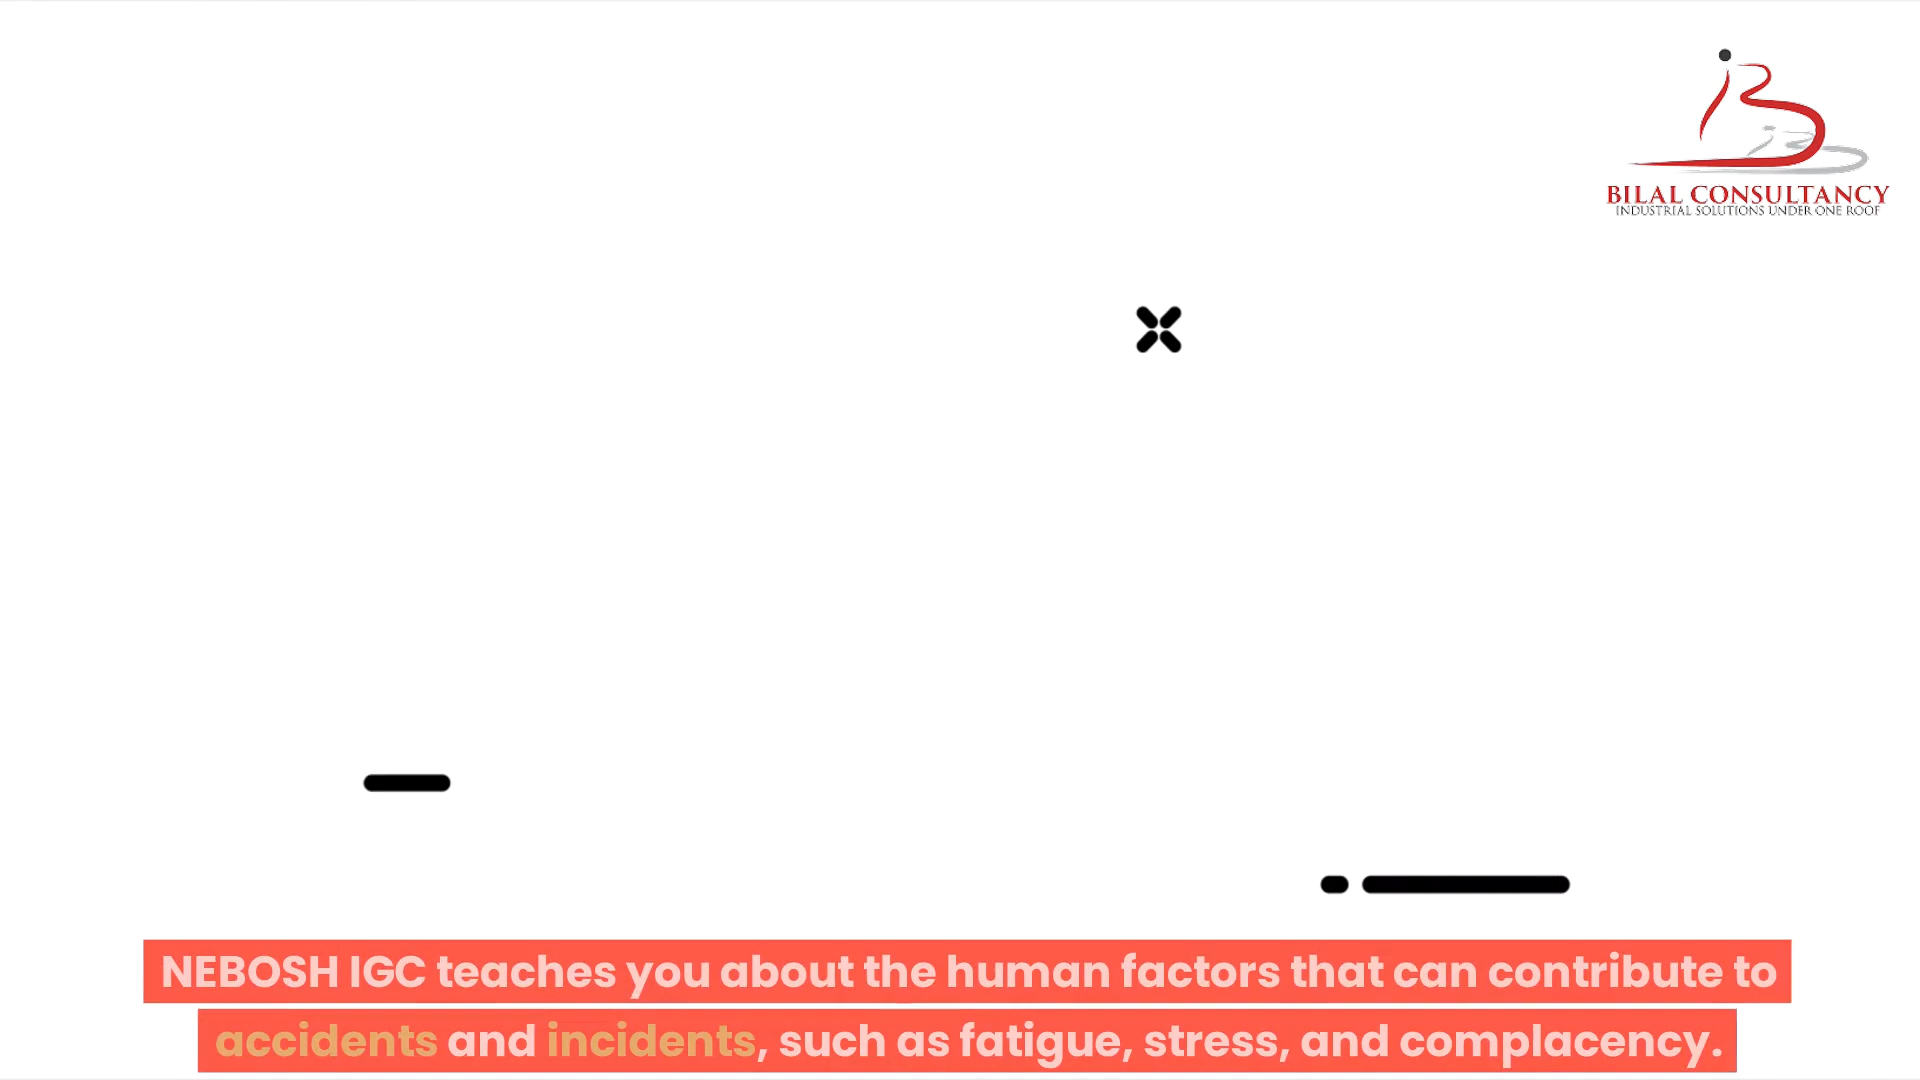 BILAL CONSULTANCY
INDUSTRIAL SOLUTIONS UNDER ONE ROOF
NEBOSH IGC teaches you about the human factors that can contribute to
accidents and incidents, such as fatigue, stress, and complacency.